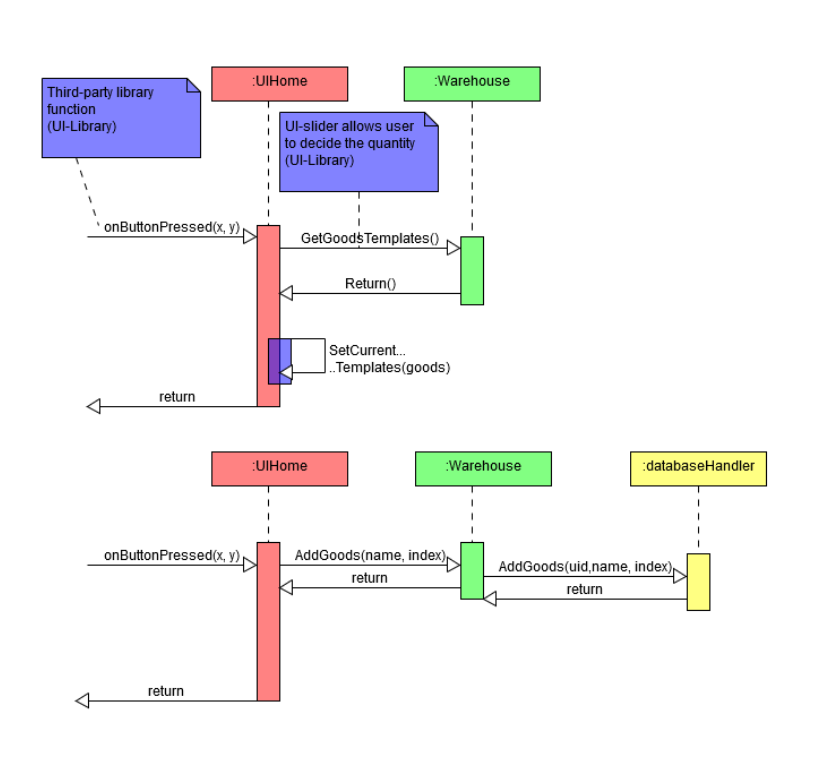 :UIHome
:Warehouse
Third-party library
function
(UI-Library)
UI-slider allows user
to decide the quantity
(UI-Library)
onButtonPressed(x, y)
GetGoodsTemplates()
Return()
SetCurrent...
..Templates(goods)
return
:UIHome
:Warehouse
:databaseHandler
onButtonPressed(x, y)
AddGoods(name, index)
AddGoods(uid,name, index)
return
return
return